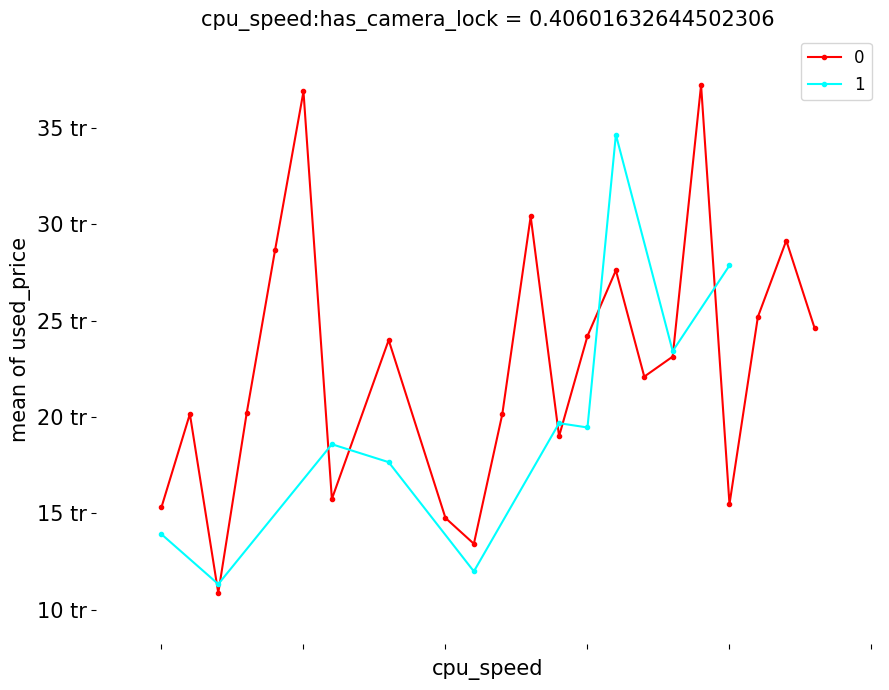 cpu_speed:has_camera_lock = 0.40601632644502306
0
1
35 tr
30 tr
25 tr
20 tr
15 tr
10 tr
mean of used_price
cpu_speed